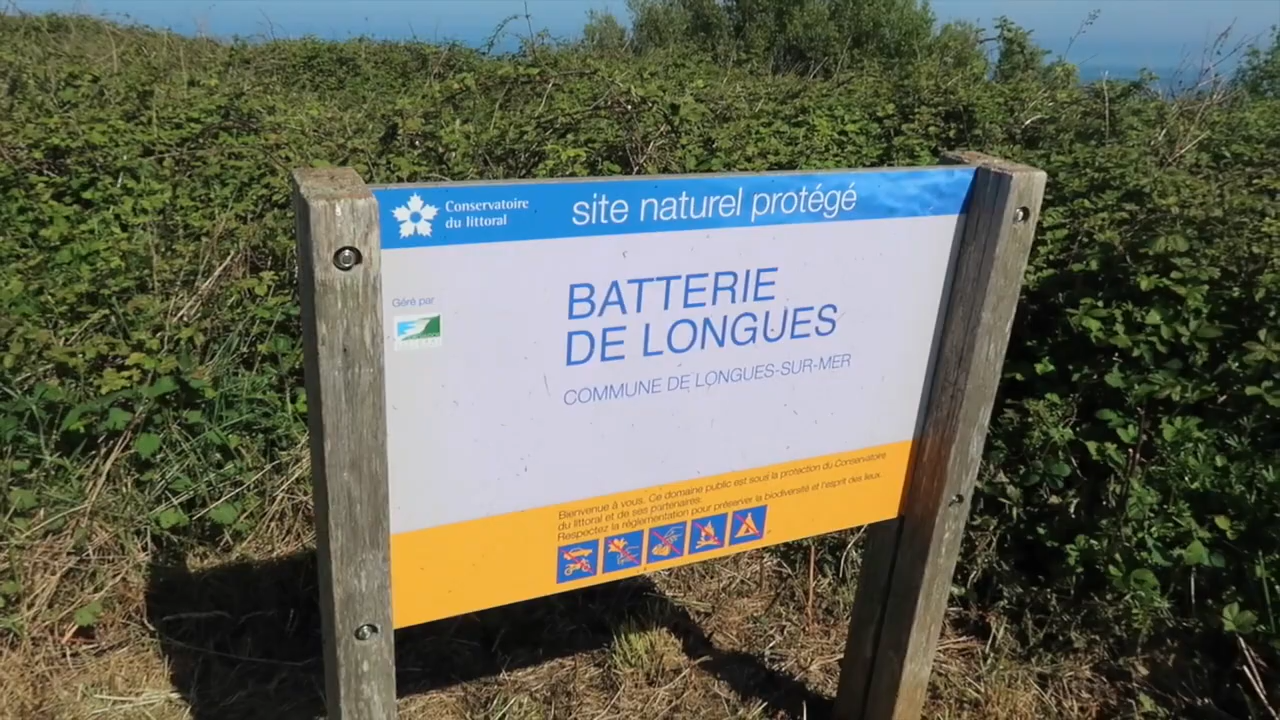 Conservatoire
du littoral
site naturel protégé
Géré par
BATTERIE
DE LONGUES
COMMUNE DE LONGUES-SUR-MER
Bienvenue à vous. Ce domaine public est sous la protection du Conservatoire
du littoral et de ses partenaires.
Respectez la réglementation pour préserver la biodiversité et l'esprit des lieux.